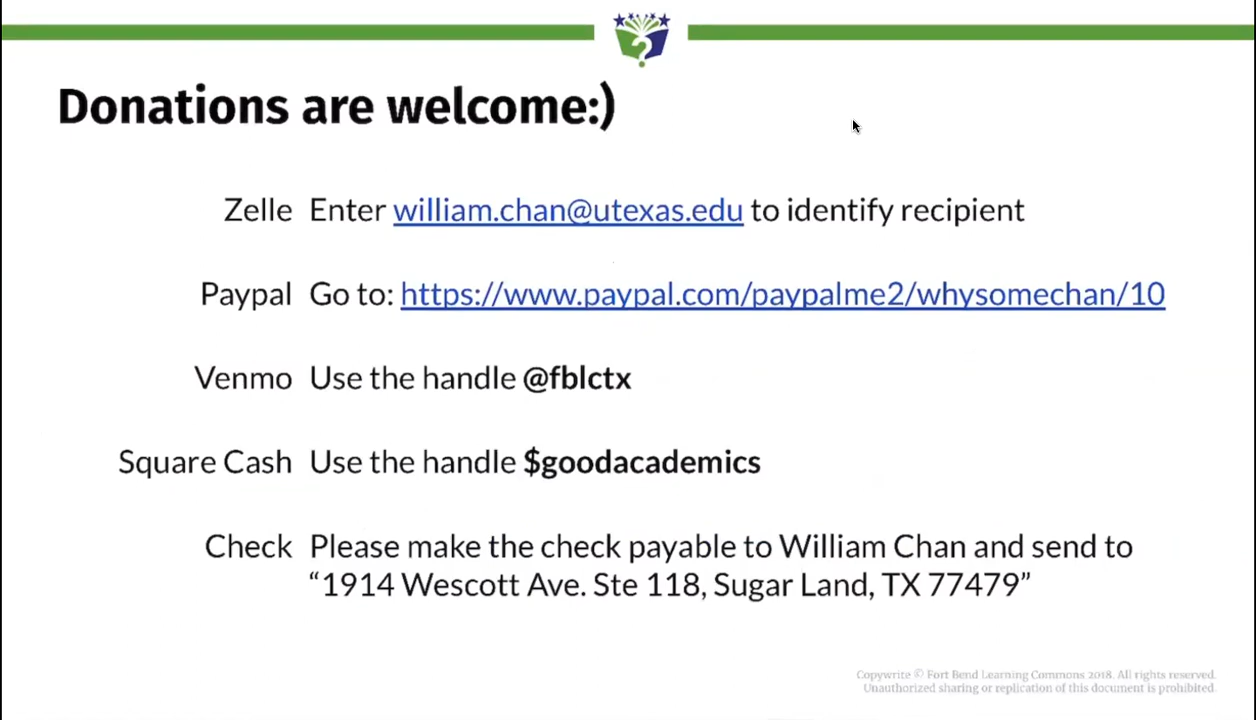 Donations are welcome:)
Zelle Enter william.chan@utexas.edu to identify recipient
Paypal Go to: https://www.paypal.com/paypalme2/whysomechan/10
Venmo Use the handle @fblctx
Square Cash Use the handle $goodacademics
Check Please make the check payable to William Chan and send to
“1914 Wescott Ave. Ste 118, Sugar Land, TX 77479”
Copywrite © Fort Bend Learning Commons 2018. All rights reserved.
Unauthorized sharing or replication of this document is prohibited.